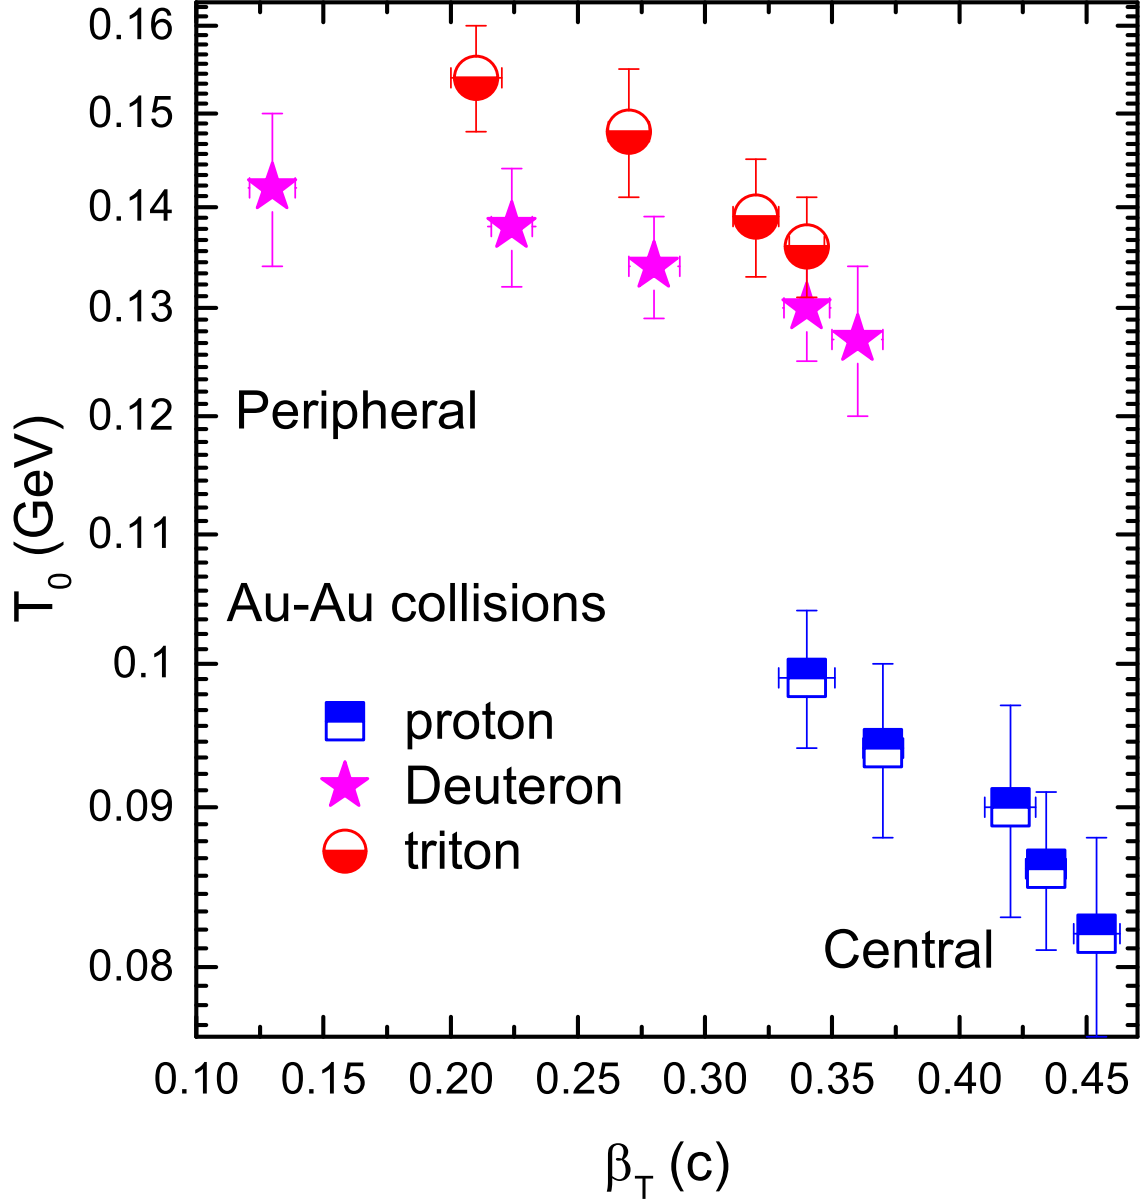 0.16
0.15
0.14
0.13
0.12
0.11
0.1
0.09
0.08
T0 (GeV)
Peripheral
Au-Au collisions
proton
Deuteron
triton
Central
0.10 0.15 0.20 0.25 0.30 0.35 0.40 0.45
βT (c)